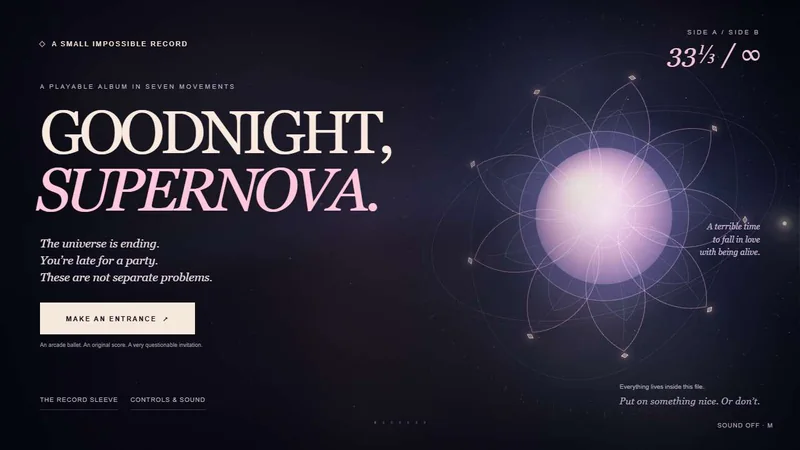 ◇ A SMALL IMPOSSIBLE RECORD
SIDE A / SIDE B
33⅓ / ∞
A PLAYABLE ALBUM IN SEVEN MOVEMENTS
GOODNIGHT,
SUPERNOVA.
The universe is ending.
You're late for a party.
These are not separate problems.
A terrible time
to fall in love
with being alive.
MAKE AN ENTRANCE ↗
An arcade ballet. An original score. A very questionable invitation.
Everything lives inside this file.
Put on something nice. Or don't.
THE RECORD SLEEVE
CONTROLS & SOUND
SOUND OFF · M